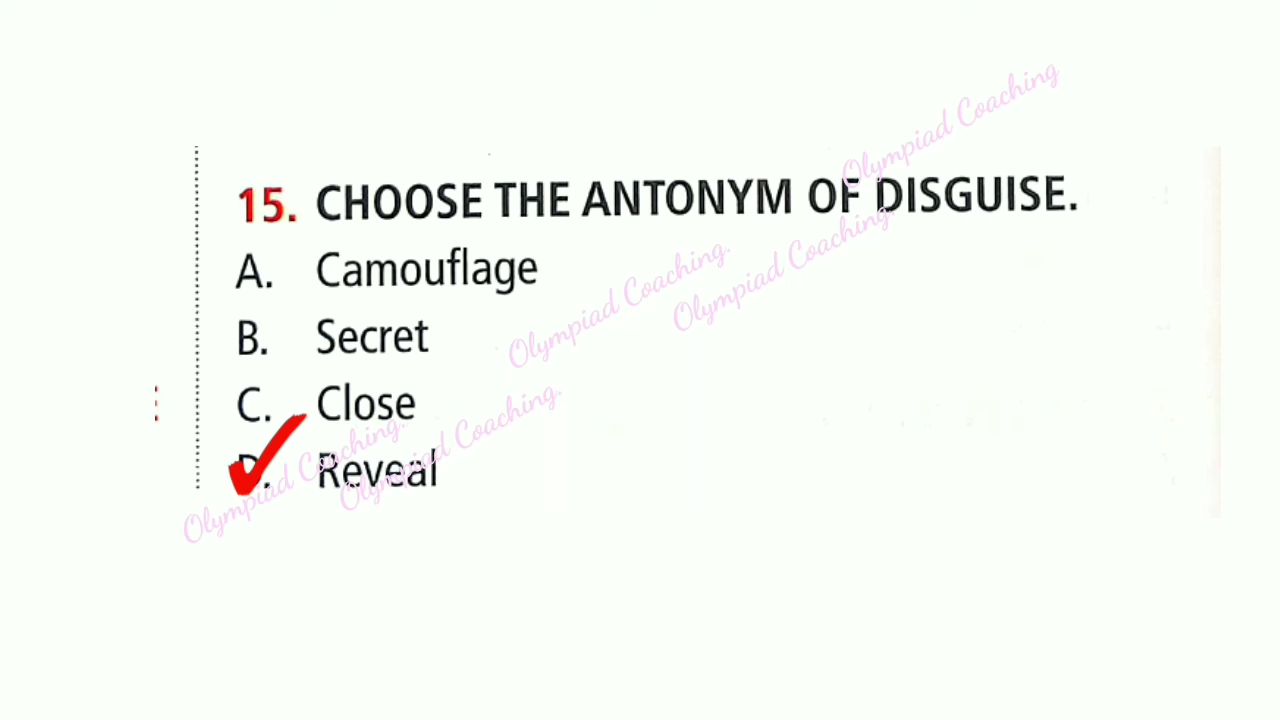 Olympiad Coaching
15. CHOOSE THE ANTONYM OF DISGUISE.
Olympiad Coaching.
Olympiad Coaching.
A. Camouflage
B. Secret
C. Close
D. Reveal
Olympiad Coaching.
Olympiad Coaching.